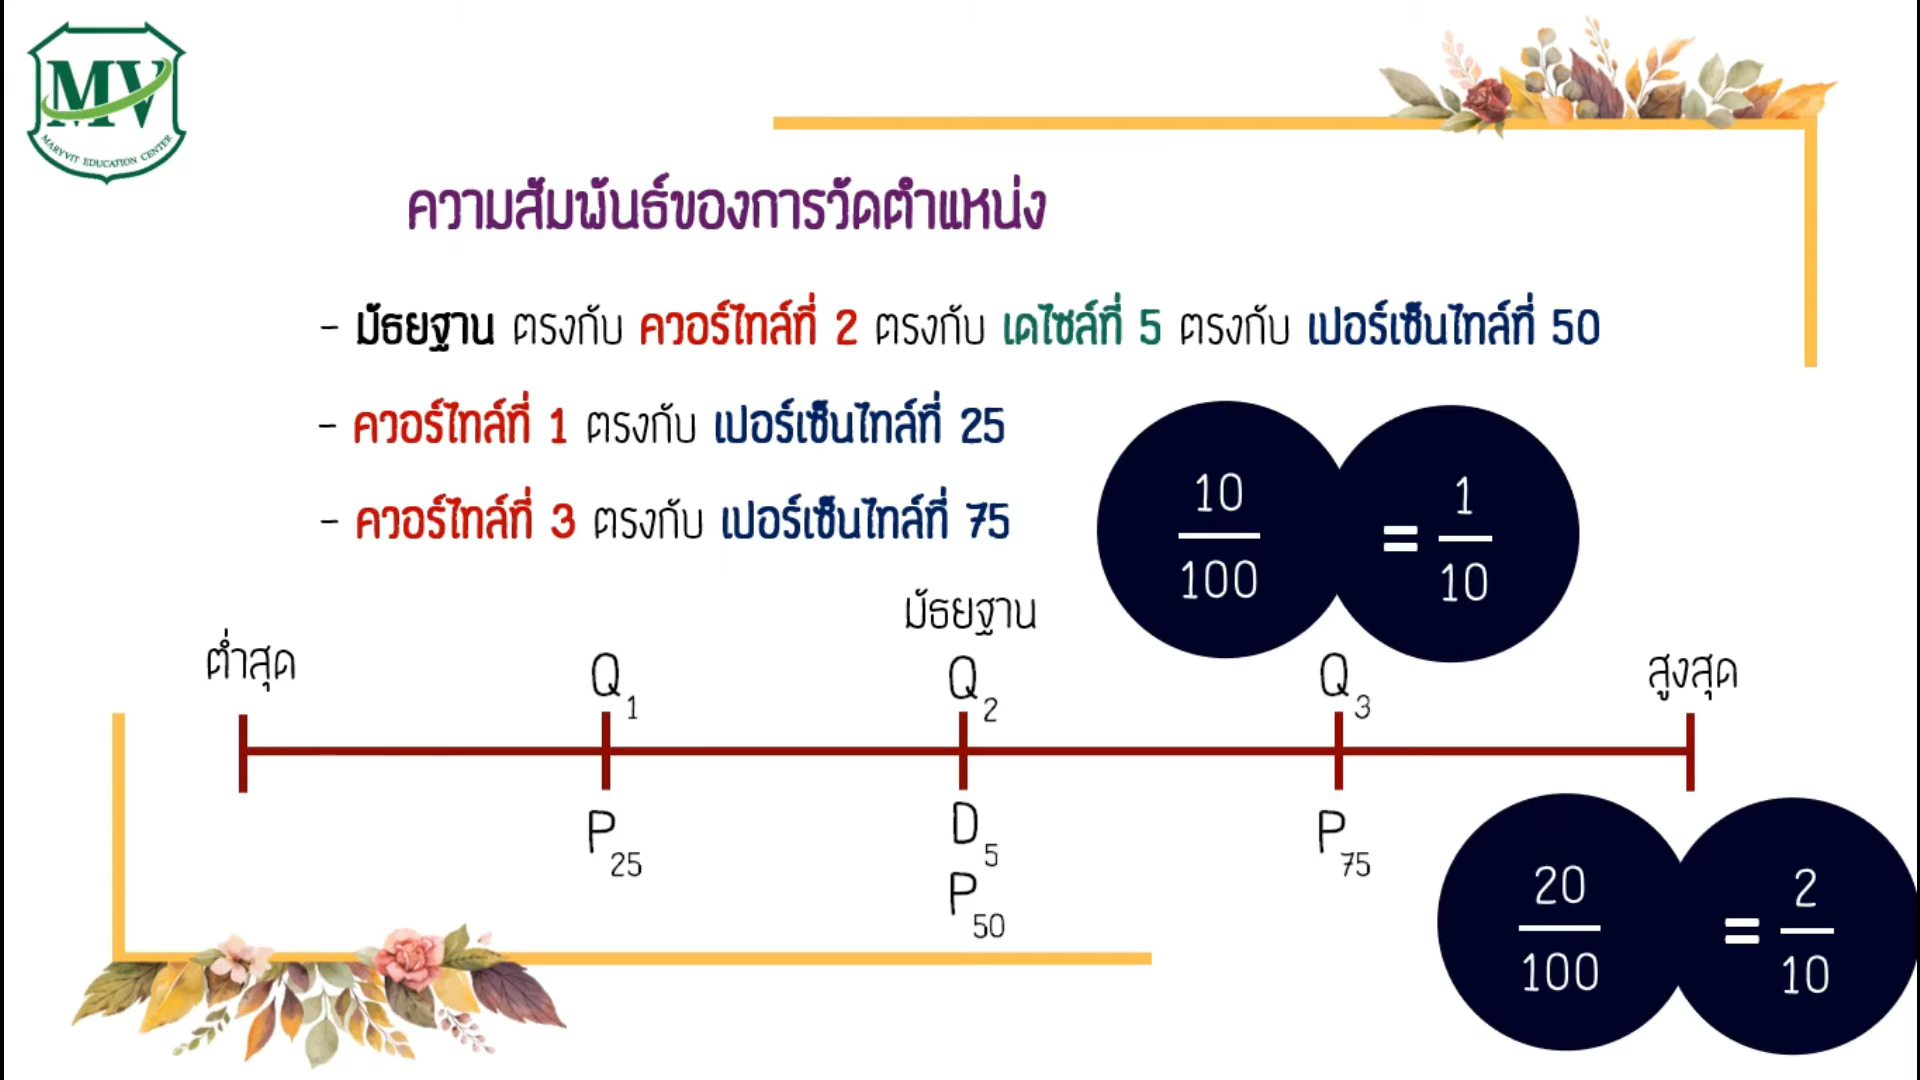 MV
MARYVIT EDUCATION CENTER
ความสัมพันธ์ของการวัดตำแหน่ง
- มัธยฐาน ตรงกับ ควอร์ไทล์ที่ 2 ตรงกับ เดไซล์ที่ 5 ตรงกับ เปอร์เซ็นไทล์ที่ 50
- ควอร์ไทล์ที่ 1 ตรงกับ เปอร์เซ็นไทล์ที่ 25
- ควอร์ไทล์ที่ 3 ตรงกับ เปอร์เซ็นไทล์ที่ 75
10/100 = 1/10
มัธยฐาน
ต่ำสุด Q1 Q2 Q3 สูงสุด
P25 D5 P75
P50
20/100 = 2/10